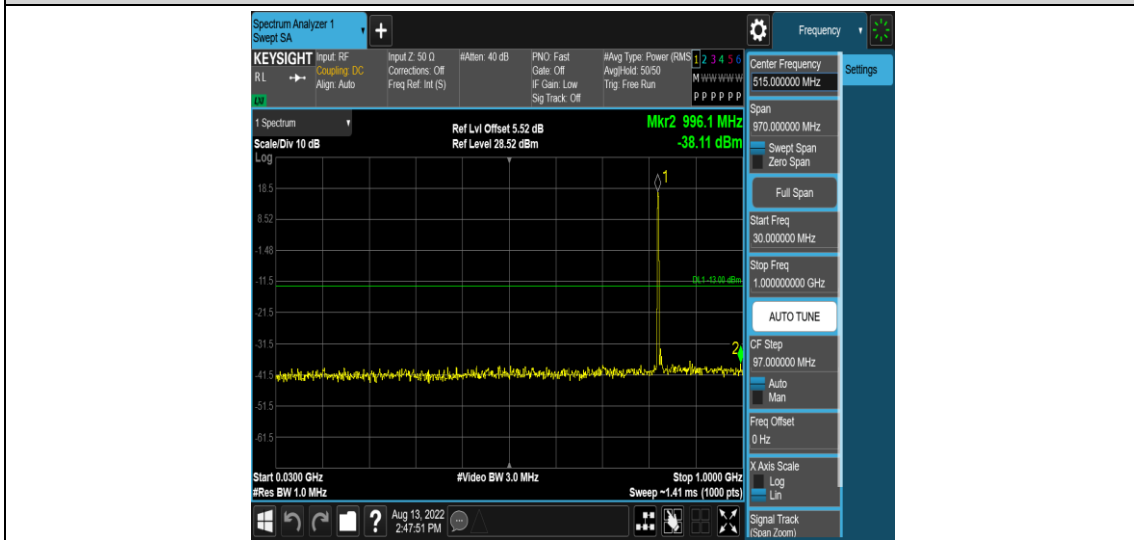 Spectrum Analyzer 1
Swept SA
Frequency
KEYSIGHT
RL
Input: RF
Coupling: DC
Align: Auto
Input Z: 50 Ω
Corrections: Off
Freq Ref: Int (S)
#Atten: 40 dB
PNO: Fast
Gate: Off
IF Gain: Low
Sig Track: Off
#Avg Type: Power (RMS
Avg|Hold: 50/50
Trig: Free Run
1 2 3 4 5 6
M W W W W W
P P P P P P
1 Spectrum
Scale/Div 10 dB
Ref Lvl Offset 5.52 dB
Ref Level 28.52 dBm
Mkr2 996.1 MHz
-38.11 dBm
Log
18.5
8.52
-1.48
-11.5
-21.5
-31.5
-41.5
-51.5
-61.5
1
DL1 -13.00 dBm
2
Start 0.0300 GHz
#Res BW 1.0 MHz
#Video BW 3.0 MHz
Stop 1.0000 GHz
Sweep ~1.41 ms (1000 pts)
Center Frequency
515.000000 MHz
Settings
Span
970.000000 MHz
Swept Span
Zero Span
Full Span
Start Freq
30.000000 MHz
Stop Freq
1.000000000 GHz
AUTO TUNE
CF Step
97.000000 MHz
Auto
Man
Freq Offset
0 Hz
X Axis Scale
Log
Lin
Signal Track
(Span Zoom)
?
Aug 13, 2022
2:47:51 PM